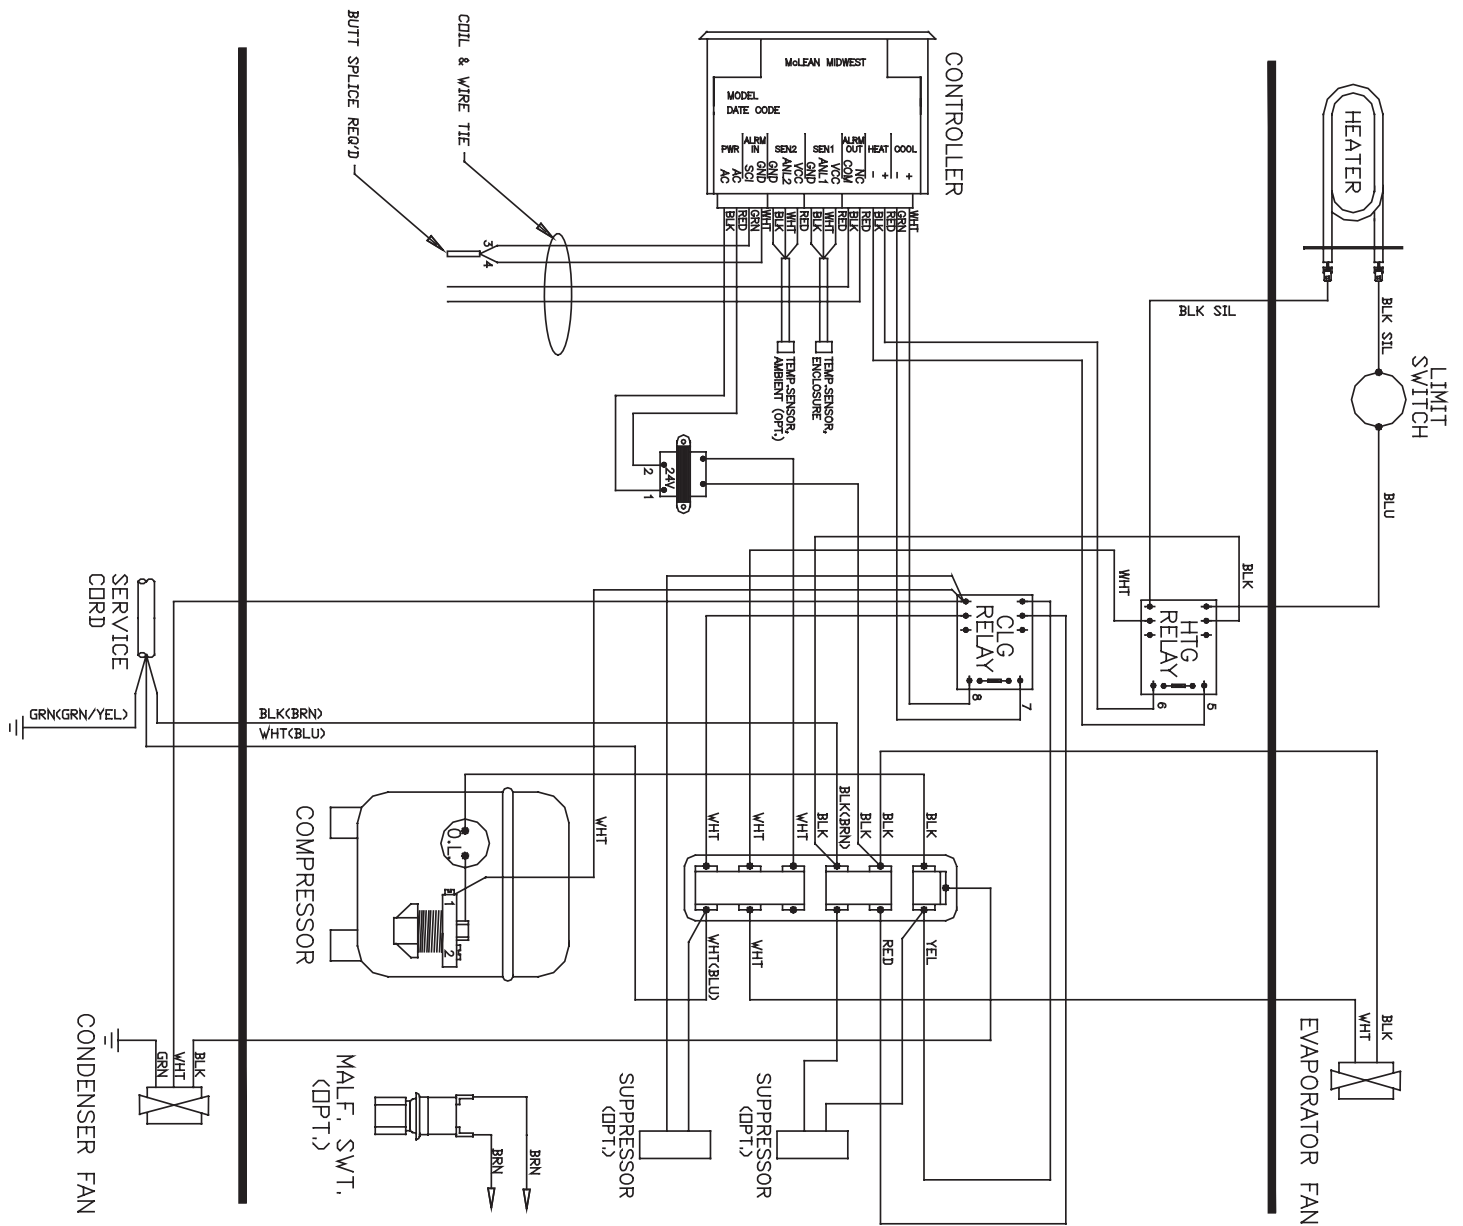 BUTT SPLICE REQ'D
COIL & WIRE TIE
McLEAN MIDWEST
MODEL
DATE CODE
PWR
ALRM
IN
SEN2
SEN1
ALRM
OUT
HEAT
COOL
AC
AC
SCI
GND
GND
ANL2
VCC
GND
ANL1
VCC
COM
NC
-
+
-
+
CONTROLLER
BLK
RED
GRN
WHT
BLK
WHT
RED
BLK
WHT
RED
BLK
RED
BLK
RED
GRN
WHT
3
4
TEMP.SENSOR,
AMBIENT (OPT.)
TEMP.SENSOR,
ENCLOSURE
24V
2
1
HEATER
BLK SIL
BLK SIL
LIMIT
SWITCH
BLU
BLK
WHT
HTG
RELAY
6
5
CLG
RELAY
8
7
SERVICE
CORD
GRN(GRN/YEL)
BLK(BRN)
WHT(BLU)
WHT
COMPRESSOR
O.L.
1
2
WHT
WHT
WHT
BLK
BLK(BRN)
BLK
BLK
WHT(BLU)
WHT
RED
YEL
CONDENSER FAN
GRN
WHT
BLK
MALF. SWT.
(OPT.)
BRN
BRN
SUPPRESSOR
(OPT.)
SUPPRESSOR
(OPT.)
EVAPORATOR FAN
WHT
BLK